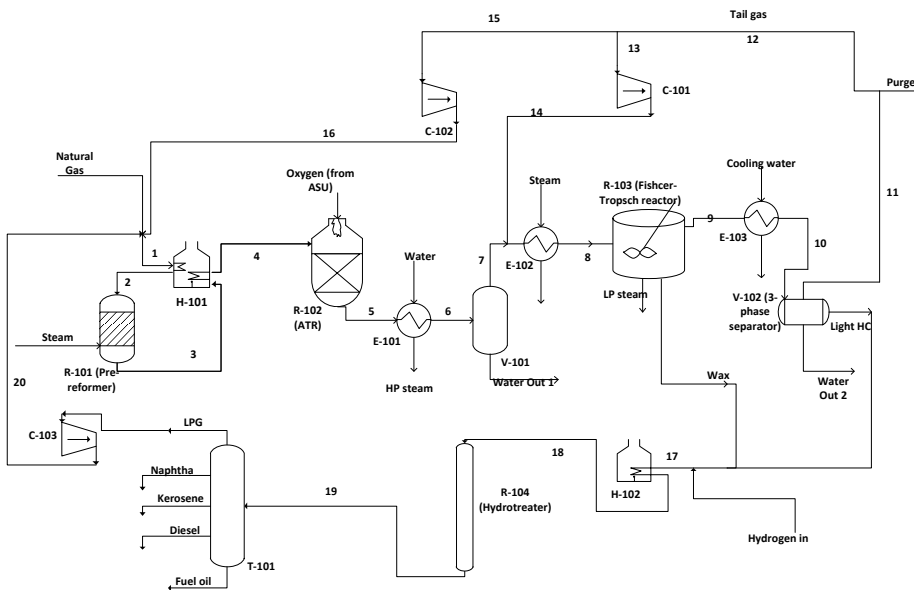 15
Tail gas
12
13
Purge
C-101
14
C-102
16
Natural
Gas
Oxygen (from
ASU)
Steam
R-103 (Fishcer-
Tropsch reactor)
Cooling water
11
9
E-103
10
1
4
2
H-101
7
E-102
8
Water
R-102
(ATR)
5
6
E-101
V-102 (3-
phase
separator)
Light HC
LP steam
Steam
3
R-101 (Pre-
reformer)
V-101
HP steam
Water Out 1
Water
Out 2
Wax
20
C-103
LPG
18
17
H-102
Naphtha
Kerosene
19
R-104
(Hydrotreater)
Diesel
Hydrogen in
T-101
Fuel oil